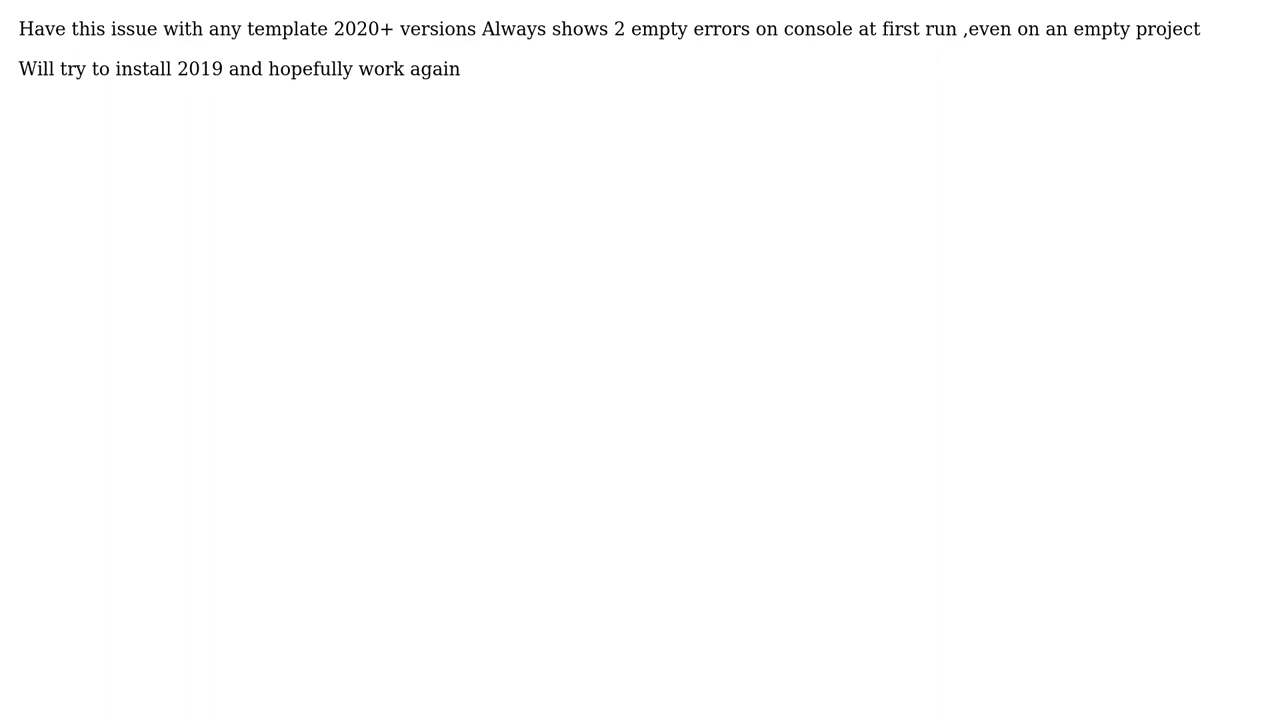 Have this issue with any template 2020+ versions Always shows 2 empty errors on console at first run ,even on an empty project
Will try to install 2019 and hopefully work again